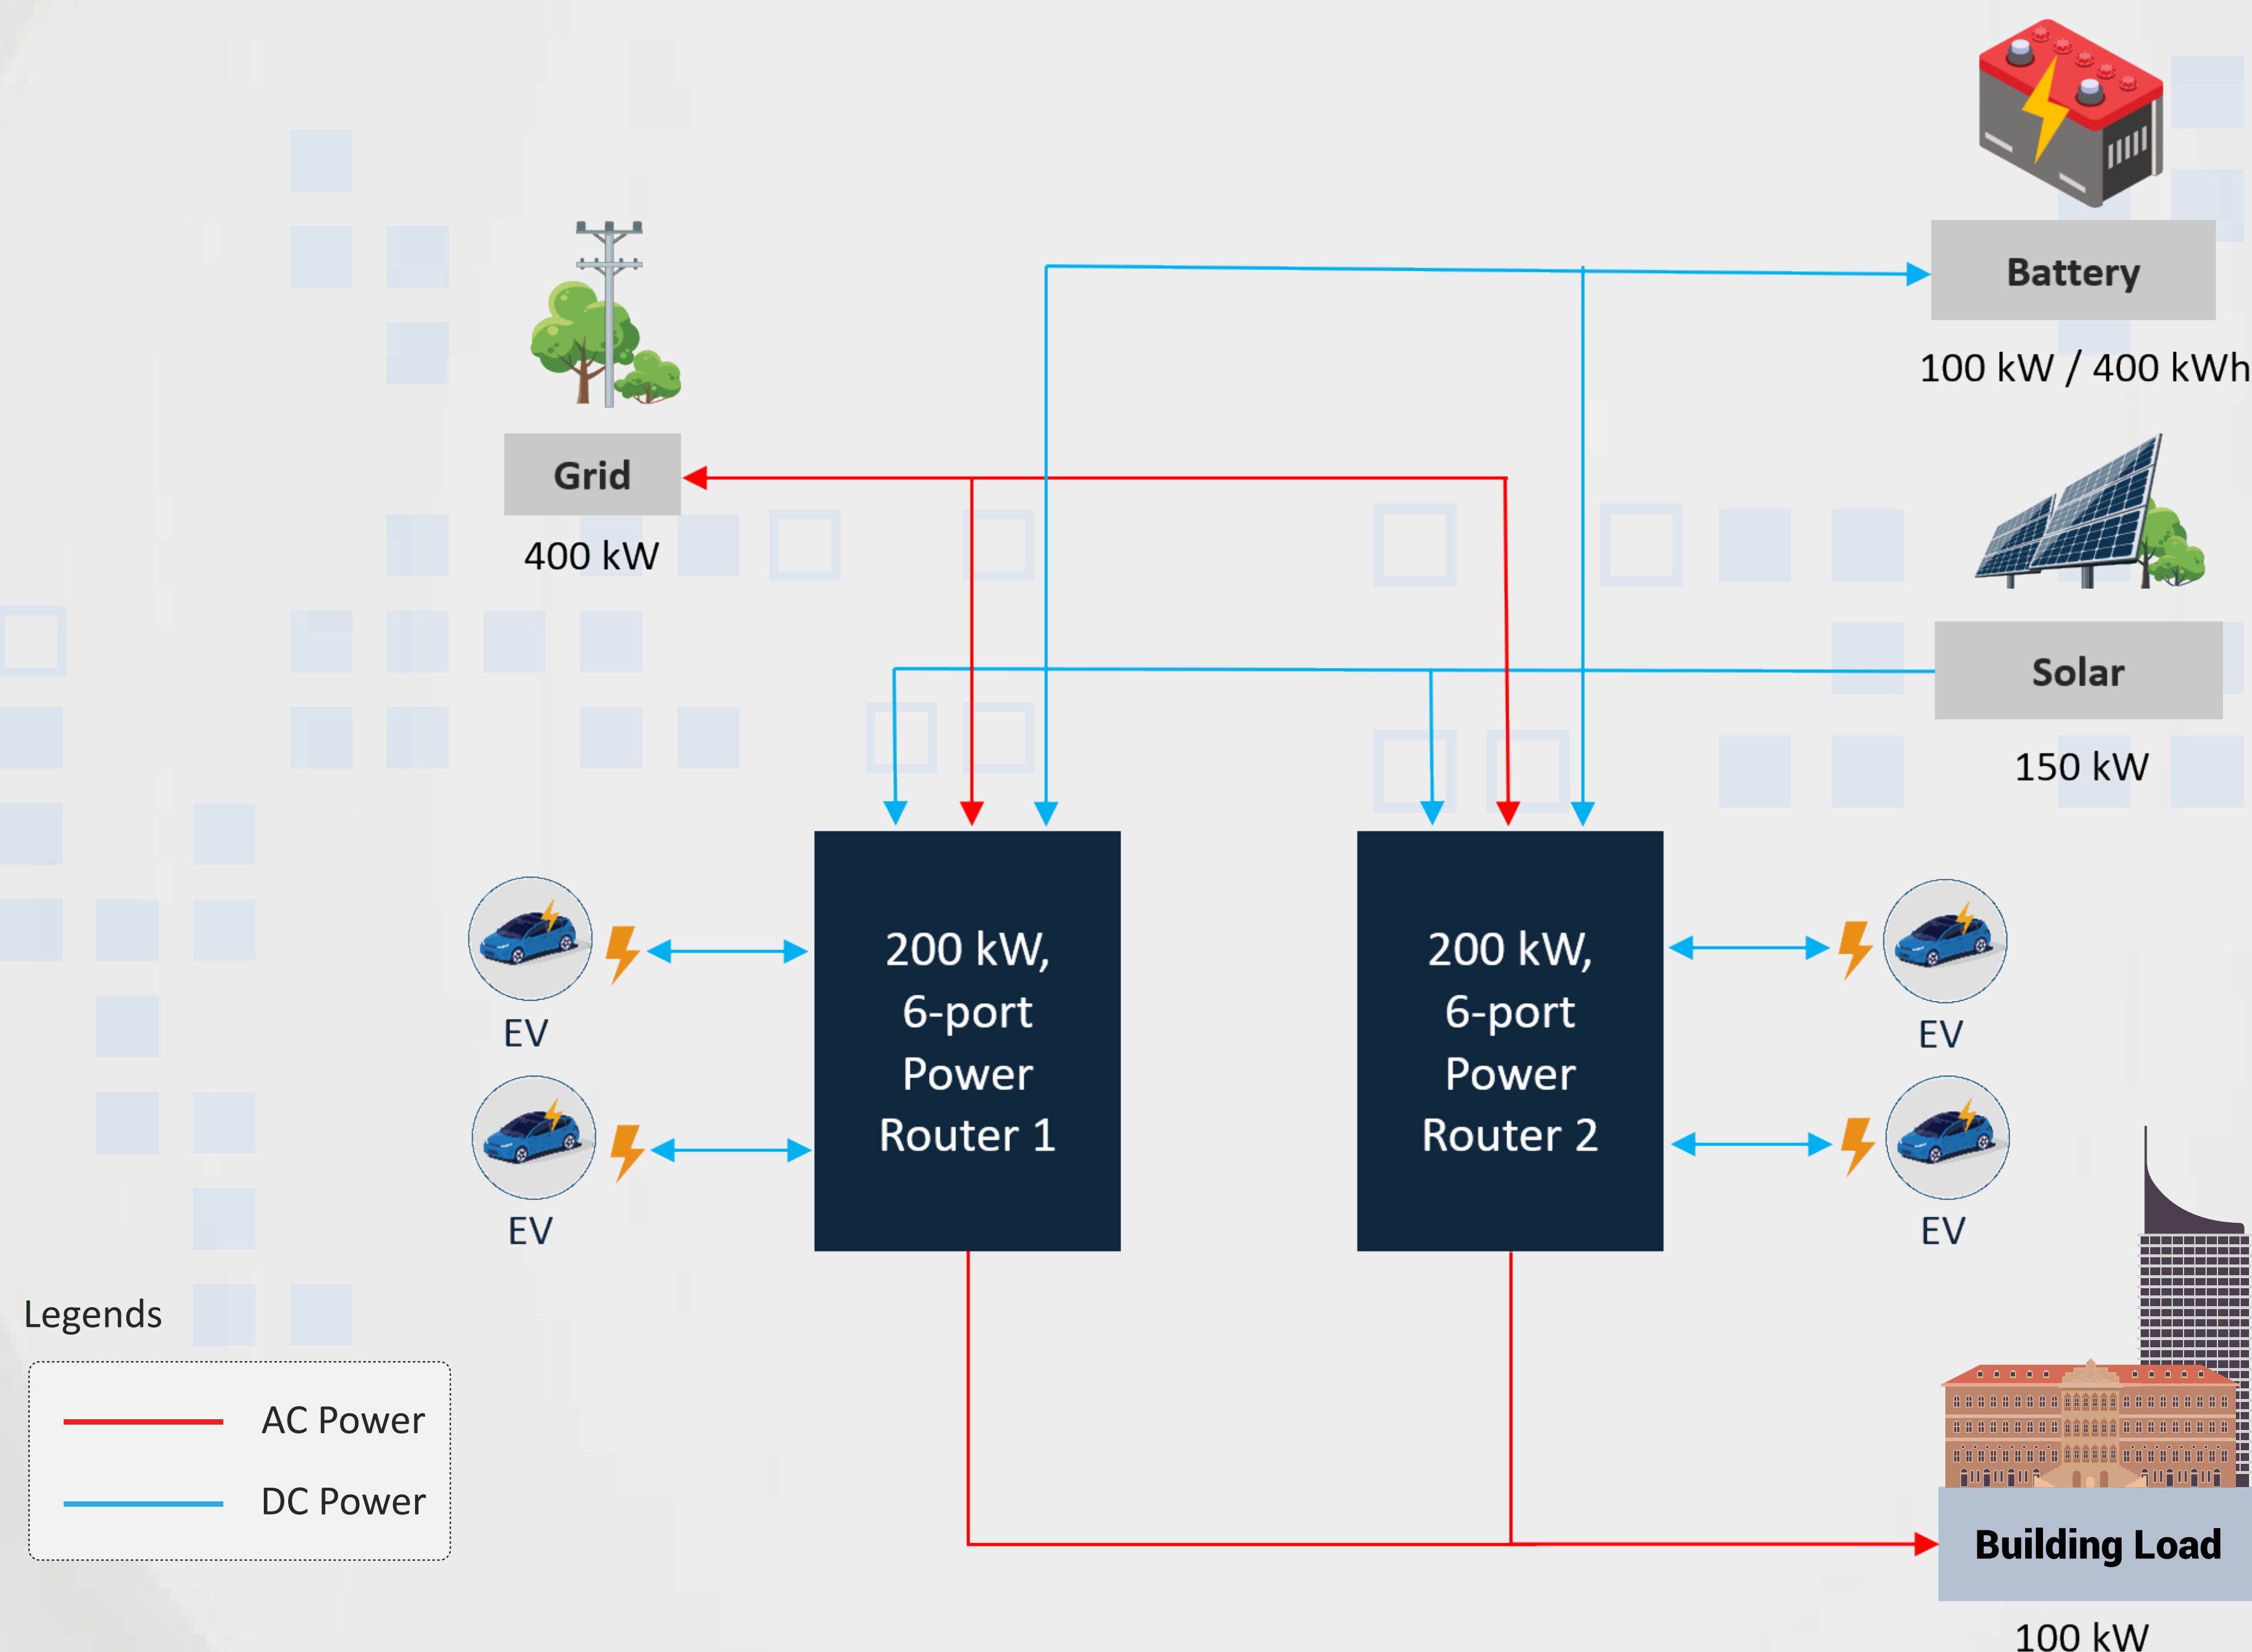 Battery
100 kW / 400 kWh
Grid
400 kW
Solar
150 kW
200 kW,
6-port
Power
Router 1
200 kW,
6-port
Power
Router 2
EV
EV
EV
EV
Legends
AC Power
DC Power
Building Load
100 kW